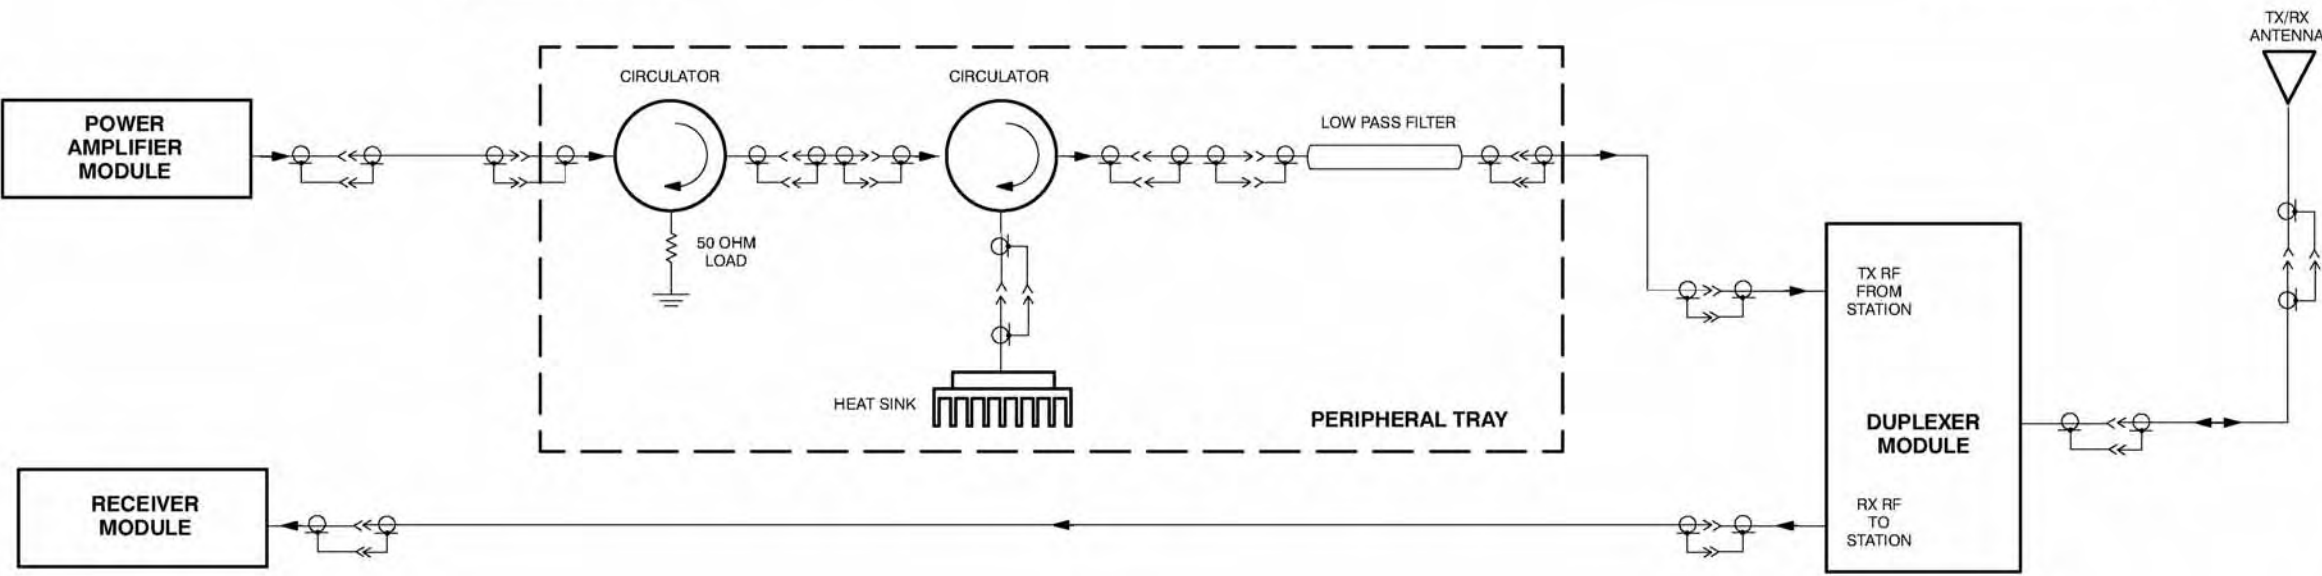 TX/RX
ANTENNA
CIRCULATOR
CIRCULATOR
POWER
AMPLIFIER
MODULE
LOW PASS FILTER
50 OHM
LOAD
TX RF
FROM
STATION
HEAT SINK
PERIPHERAL TRAY
DUPLEXER
MODULE
RECEIVER
MODULE
RX RF
TO
STATION